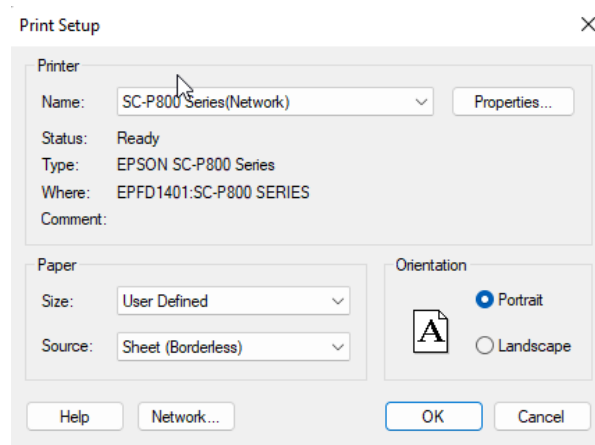 Print Setup
Printer
Name: SC-P800 Series(Network) Properties...
Status: Ready
Type: EPSON SC-P800 Series
Where: EPFD1401:SC-P800 SERIES
Comment:
Paper
Size: User Defined
Source: Sheet (Borderless)
Orientation
A
Portrait
Landscape
Help Network... OK Cancel